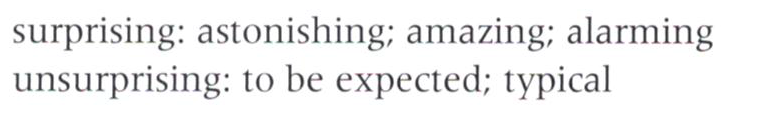 surprising: astonishing; amazing; alarming
unsurprising: to be expected; typical